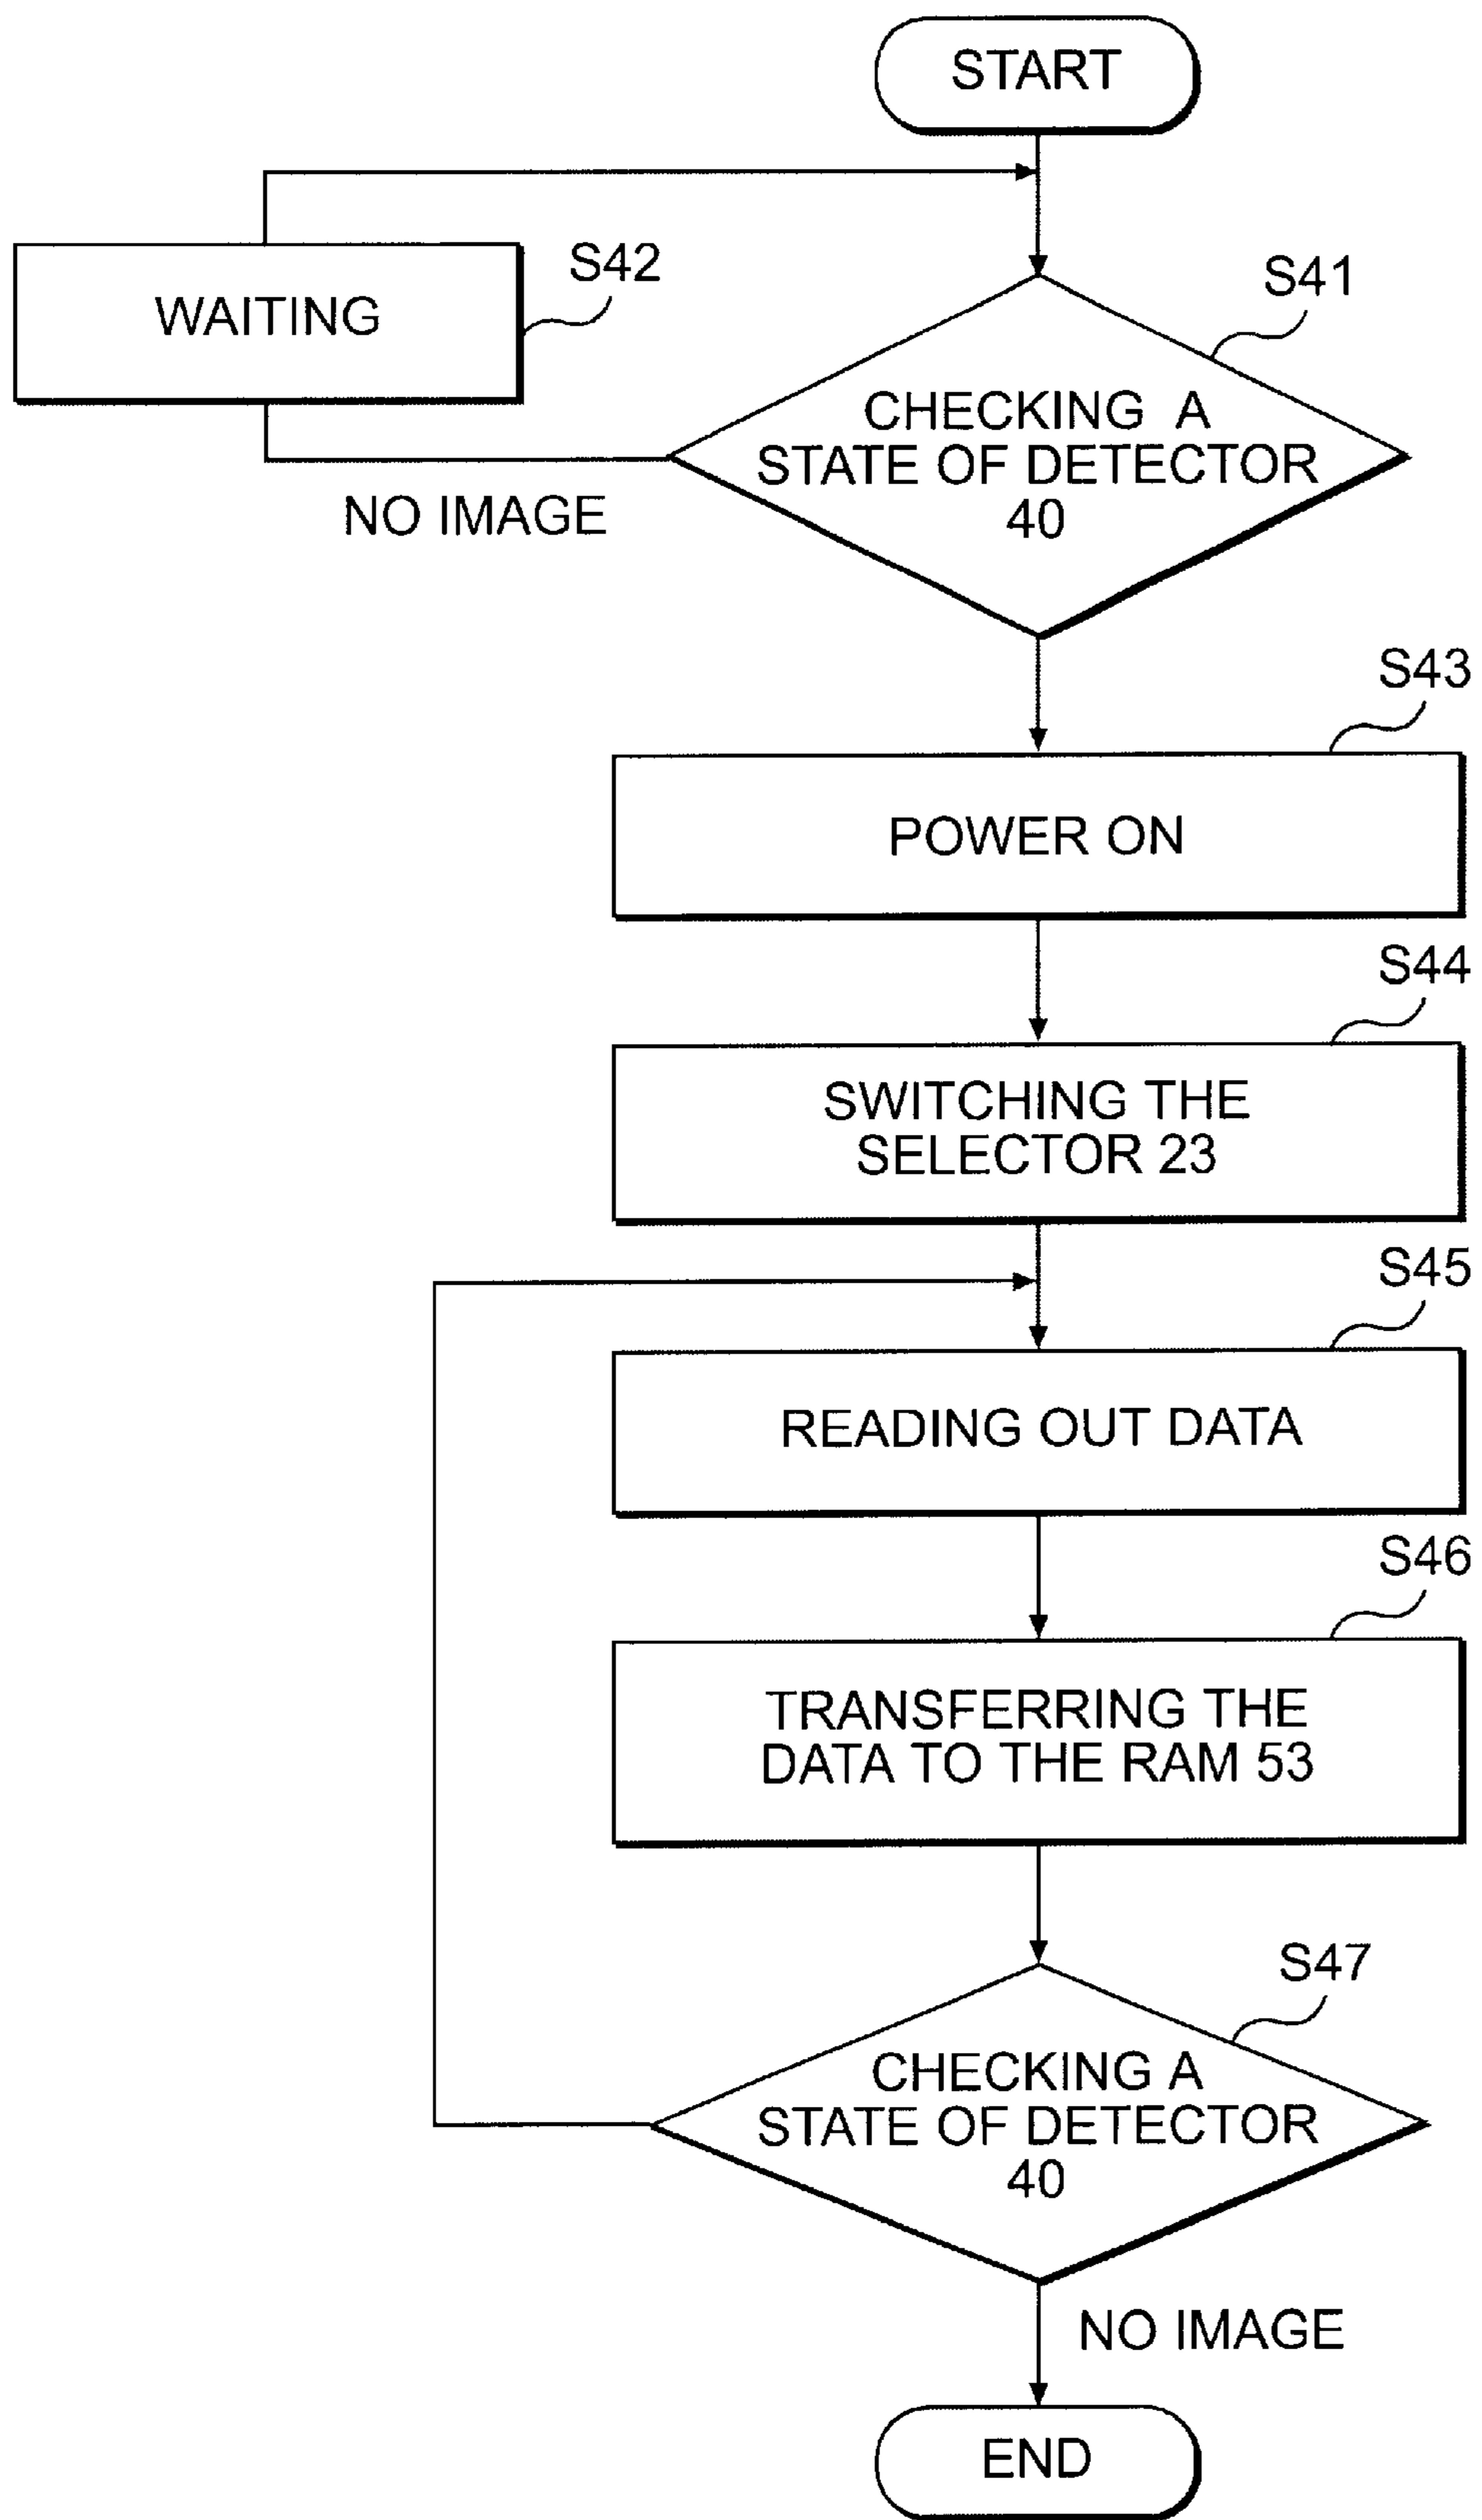 START
S42
WAITING
S41
CHECKING A
STATE OF DETECTOR
40
NO IMAGE
S43
POWER ON
S44
SWITCHING THE
SELECTOR 23
S45
READING OUT DATA
S46
TRANSFERRING THE
DATA TO THE RAM 53
S47
CHECKING A
STATE OF DETECTOR
40
NO IMAGE
END